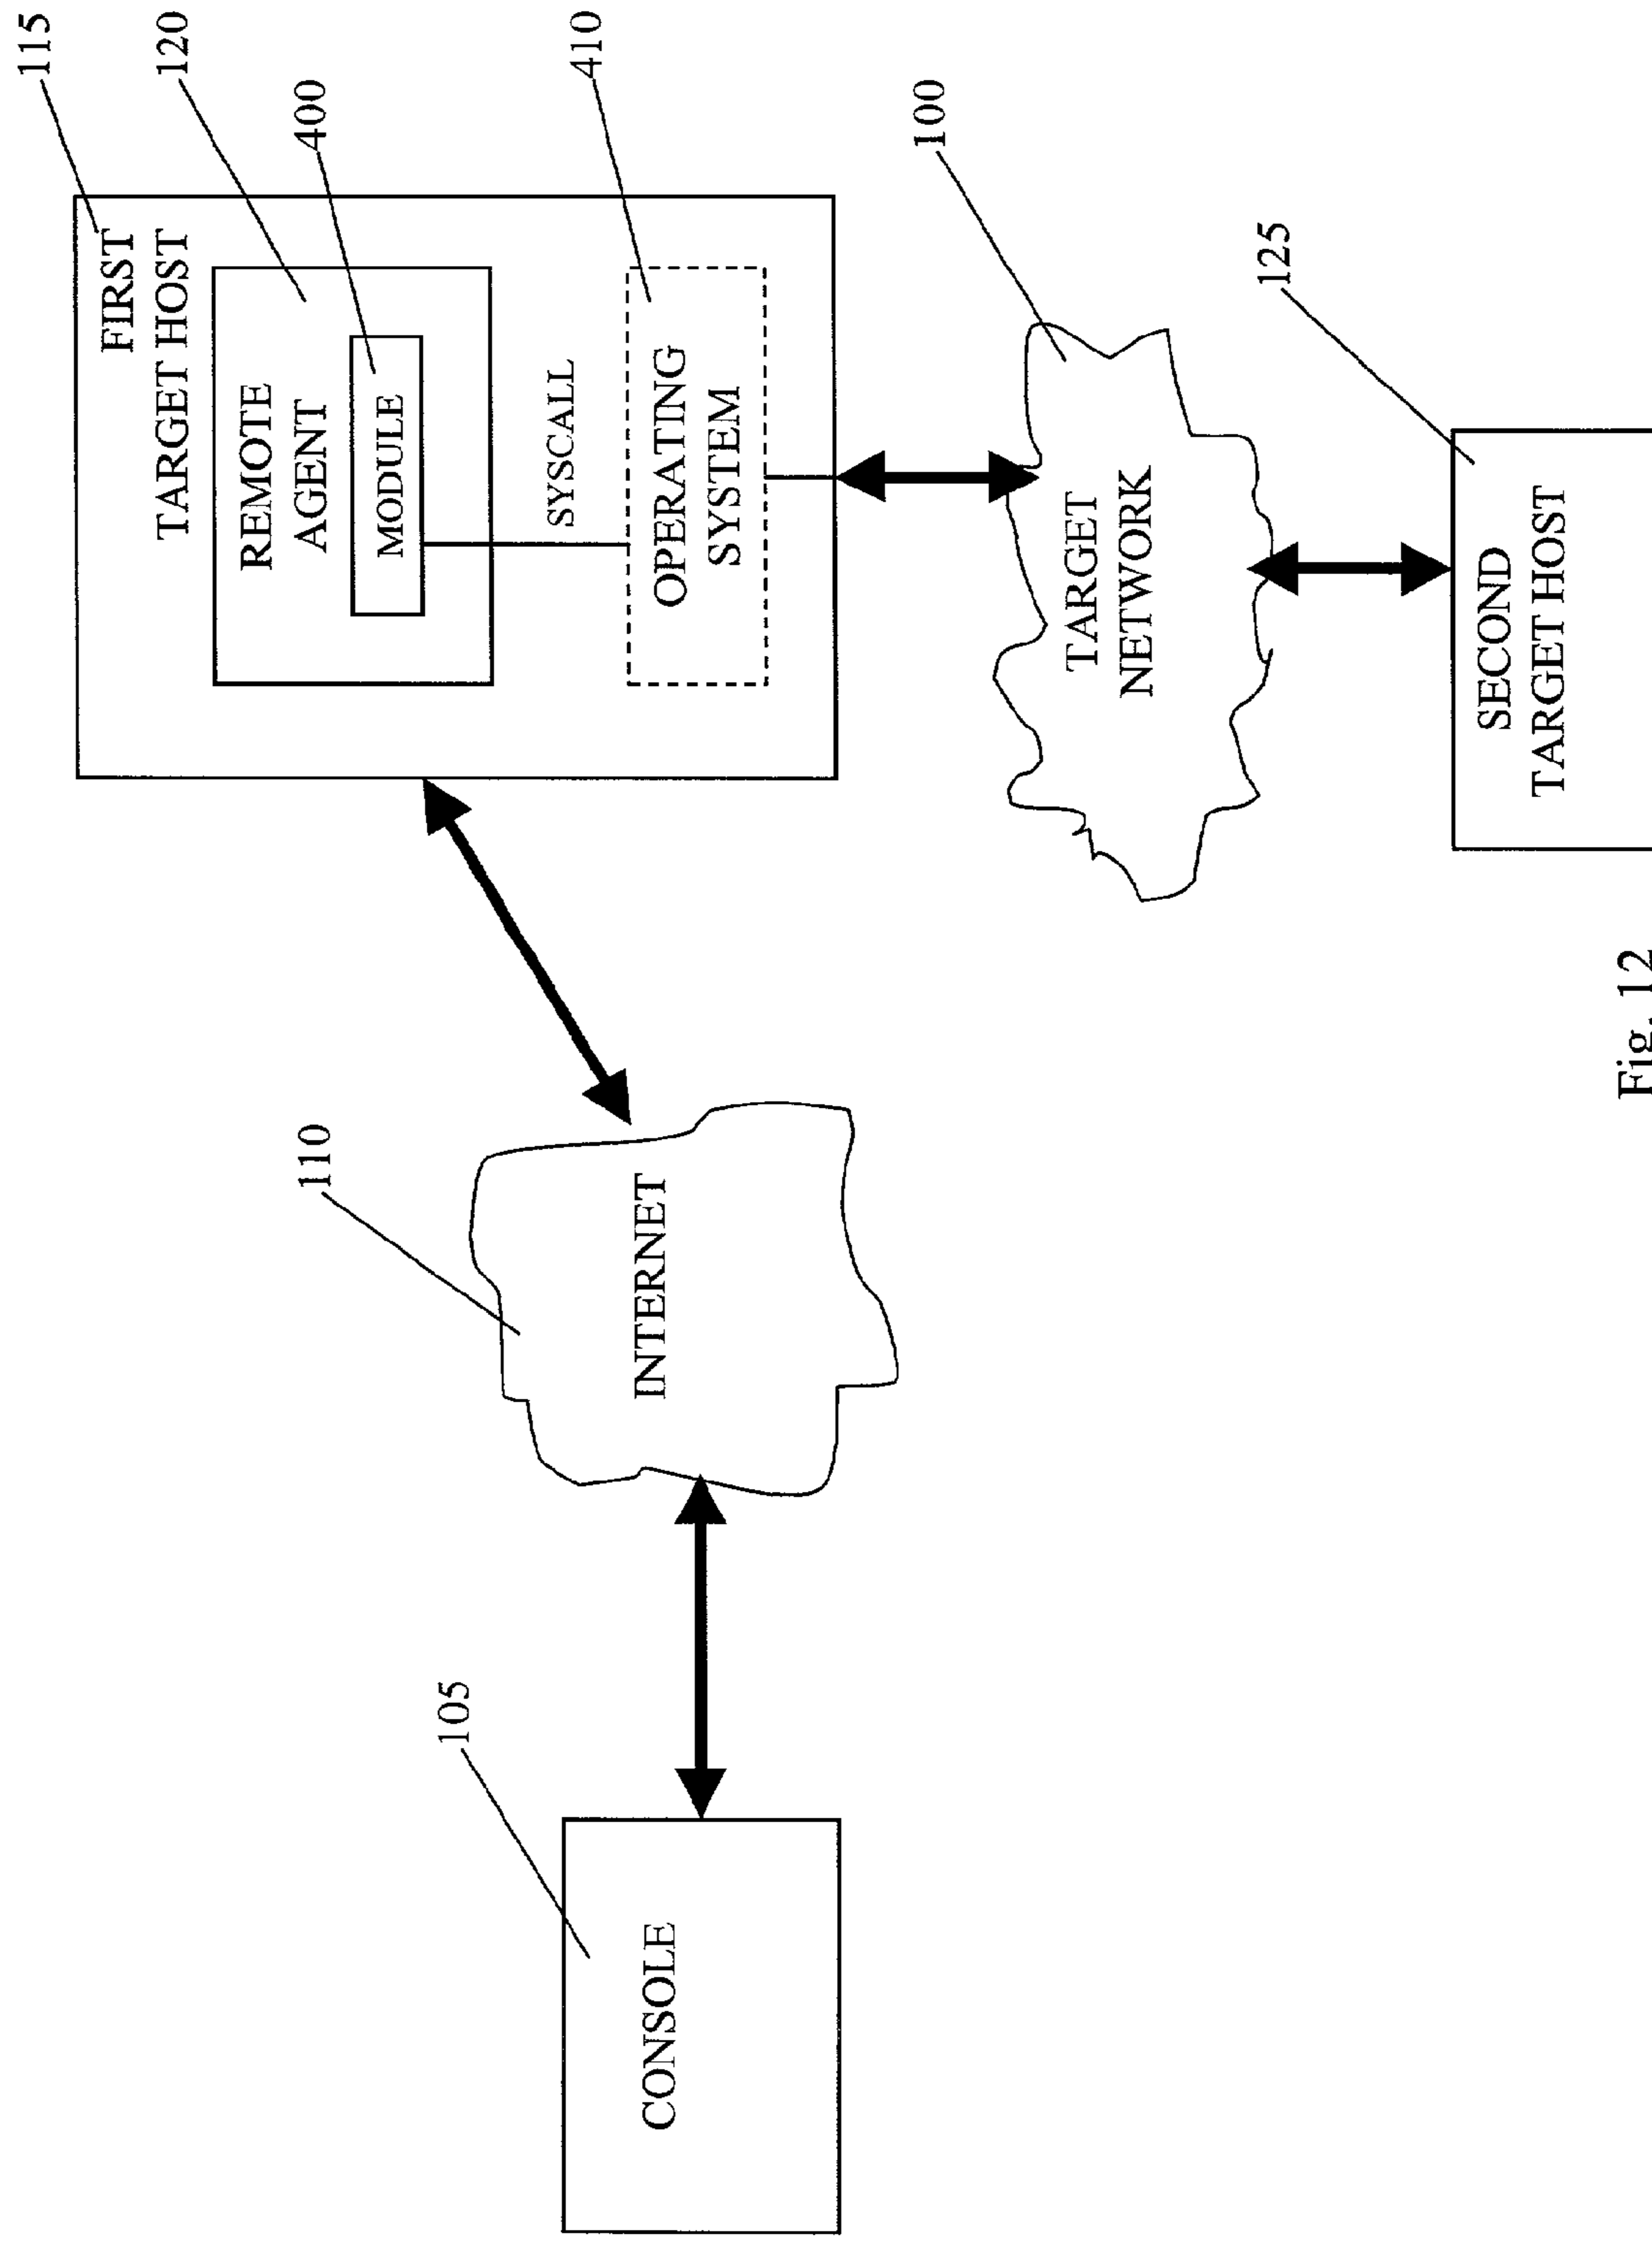 115
FIRST
TARGET HOST
120
REMOTE
AGENT
400
MODULE
SYSCALL
410
OPERATING
SYSTEM
110
INTERNET
105
CONSOLE
100
TARGET
NETWORK
125
SECOND
TARGET HOST
Fig. 12